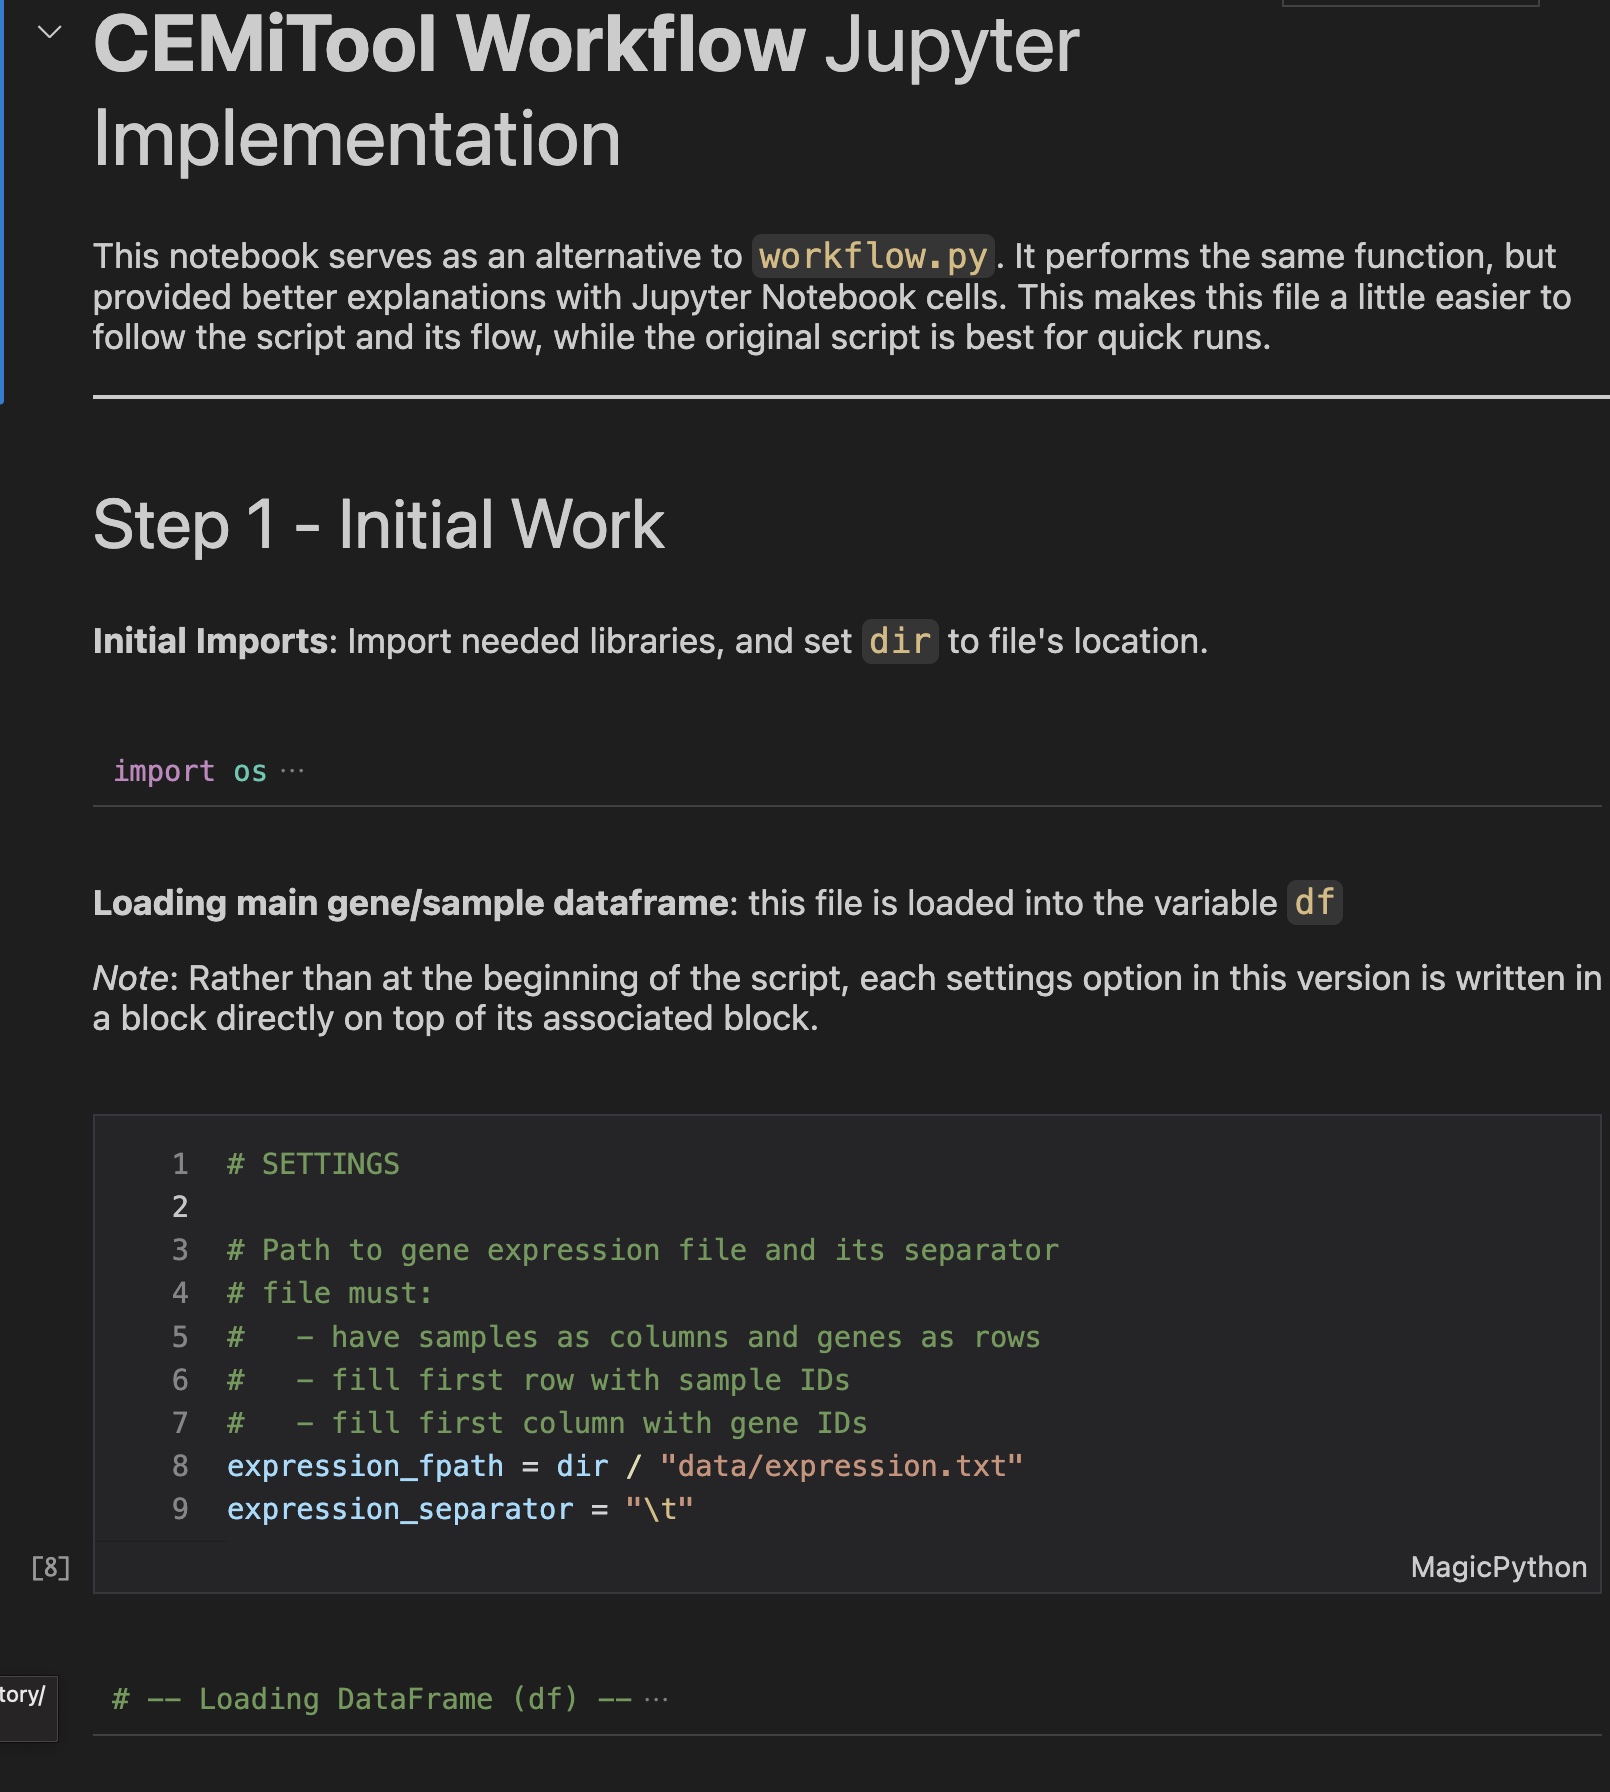 CEMiTool Workflow Jupyter
Implementation
This notebook serves as an alternative to workflow.py. It performs the same function, but
provided better explanations with Jupyter Notebook cells. This makes this file a little easier to
follow the script and its flow, while the original script is best for quick runs.
Step 1 - Initial Work
Initial Imports: Import needed libraries, and set dir to file's location.
import os ...
Loading main gene/sample dataframe: this file is loaded into the variable df
Note: Rather than at the beginning of the script, each settings option in this version is written in
a block directly on top of its associated block.
1 # SETTINGS
2
3 # Path to gene expression file and its separator
4 # file must:
5 #   - have samples as columns and genes as rows
6 #   - fill first row with sample IDs
7 #   - fill first column with gene IDs
8 expression_fpath = dir / "data/expression.txt"
9 expression_separator = "\t"
[8]
MagicPython
tory/
# -- Loading DataFrame (df) -- ...